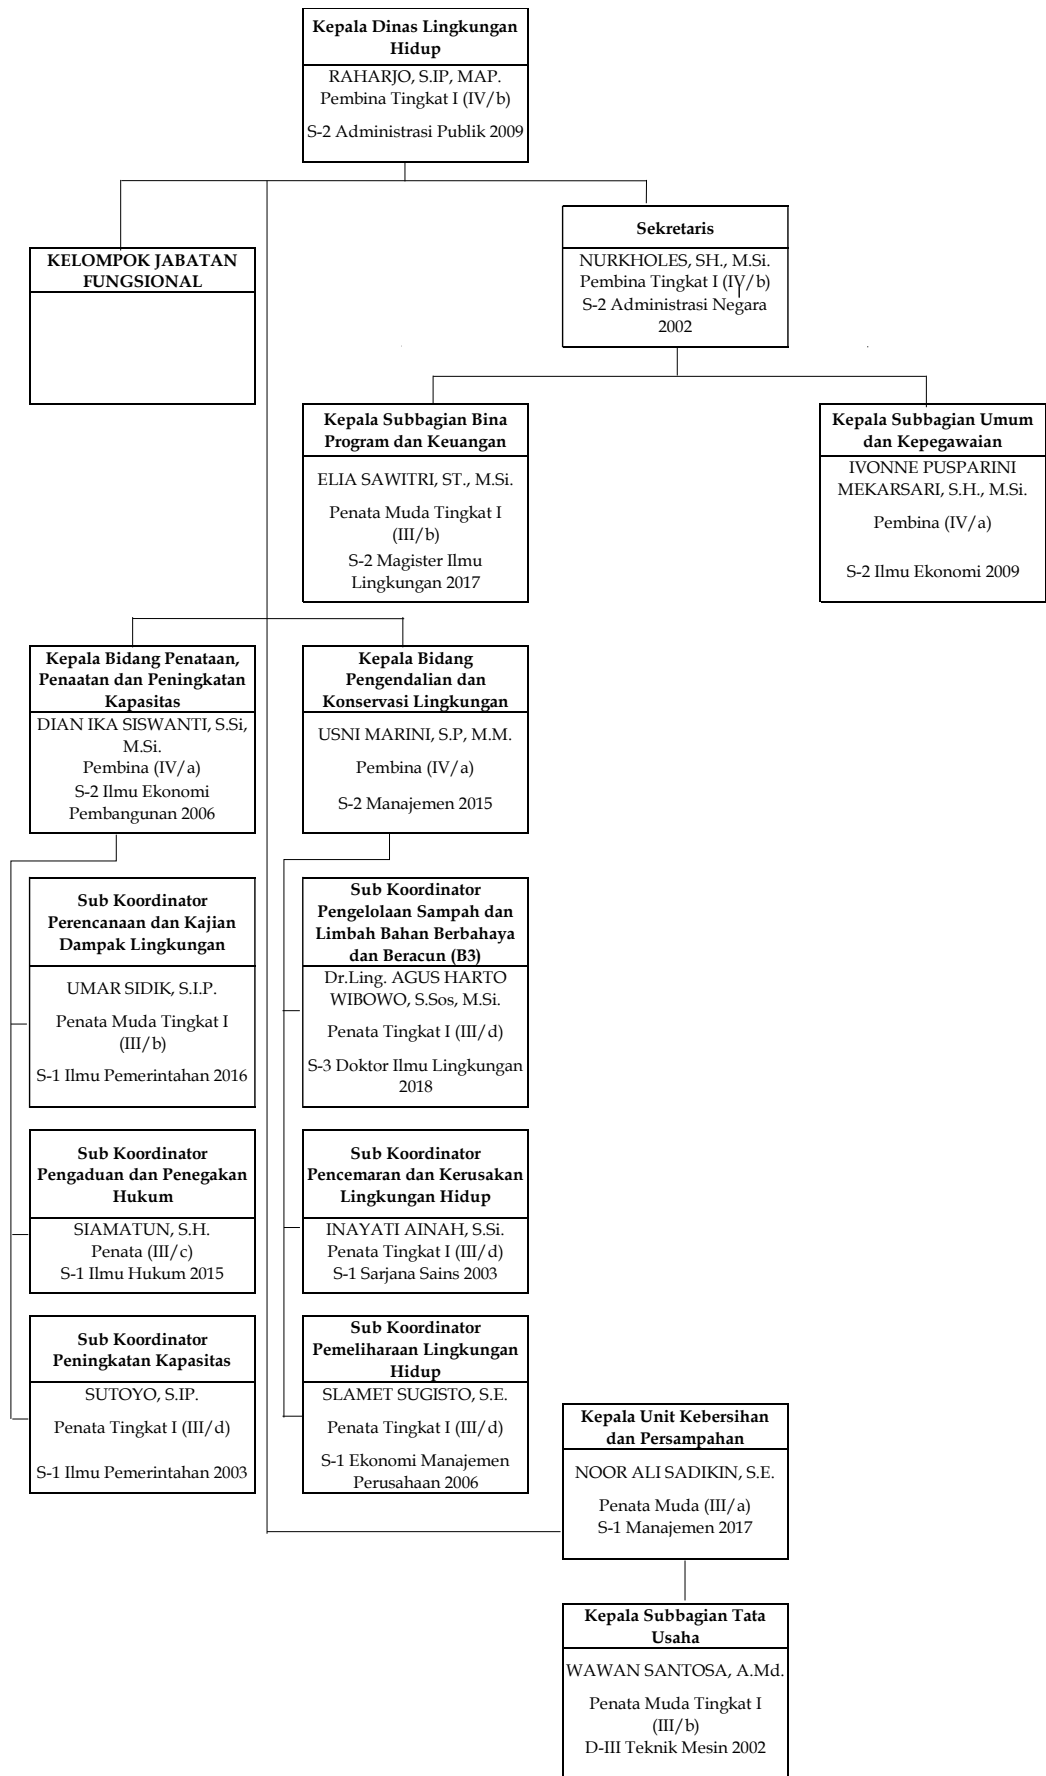 Kepala Dinas Lingkungan
Hidup
RAHARJO, S.IP, MAP.
Pembina Tingkat I (IV/b)
S-2 Administrasi Publik 2009
Sekretaris
NURKHOLES, SH., M.Si.
Pembina Tingkat I (IV/b)
S-2 Administrasi Negara
2002
KELOMPOK JABATAN
FUNGSIONAL
Kepala Subbagian Bina
Program dan Keuangan
ELIA SAWITRI, ST., M.Si.
Penata Muda Tingkat I
(III/b)
S-2 Magister Ilmu
Lingkungan 2017
Kepala Subbagian Umum
dan Kepegawaian
IVONNE PUSPARINI
MEKARSARI, S.H., M.Si.
Pembina (IV/a)
S-2 Ilmu Ekonomi 2009
Kepala Bidang Penataan,
Penaatan dan Peningkatan
Kapasitas
DIAN IKA SISWANTI, S.Si,
M.Si.
Pembina (IV/a)
S-2 Ilmu Ekonomi
Pembangunan 2006
Kepala Bidang
Pengendalian dan
Konservasi Lingkungan
USNI MARINI, S.P, M.M.
Pembina (IV/a)
S-2 Manajemen 2015
Sub Koordinator
Perencanaan dan Kajian
Dampak Lingkungan
UMAR SIDIK, S.I.P.
Penata Muda Tingkat I
(III/b)
S-1 Ilmu Pemerintahan 2016
Sub Koordinator
Pengelolaan Sampah dan
Limbah Bahan Berbahaya
dan Beracun (B3)
Dr.Ling. AGUS HARTO
WIBOWO, S.Sos, M.Si.
Penata Tingkat I (III/d)
S-3 Doktor Ilmu Lingkungan
2018
Sub Koordinator
Pengaduan dan Penegakan
Hukum
SIAMATUN, S.H.
Penata (III/c)
S-1 Ilmu Hukum 2015
Sub Koordinator
Pencemaran dan Kerusakan
Lingkungan Hidup
INAYATI AINAH, S.Si.
Penata Tingkat I (III/d)
S-1 Sarjana Sains 2003
Sub Koordinator
Peningkatan Kapasitas
SUTOYO, S.IP.
Penata Tingkat I (III/d)
S-1 Ilmu Pemerintahan 2003
Sub Koordinator
Pemeliharaan Lingkungan
Hidup
SLAMET SUGISTO, S.E.
Penata Tingkat I (III/d)
S-1 Ekonomi Manajemen
Perusahaan 2006
Kepala Unit Kebersihan
dan Persampahan
NOOR ALI SADIKIN, S.E.
Penata Muda (III/a)
S-1 Manajemen 2017
Kepala Subbagian Tata
Usaha
WAWAN SANTOSA, A.Md.
Penata Muda Tingkat I
(III/b)
D-III Teknik Mesin 2002